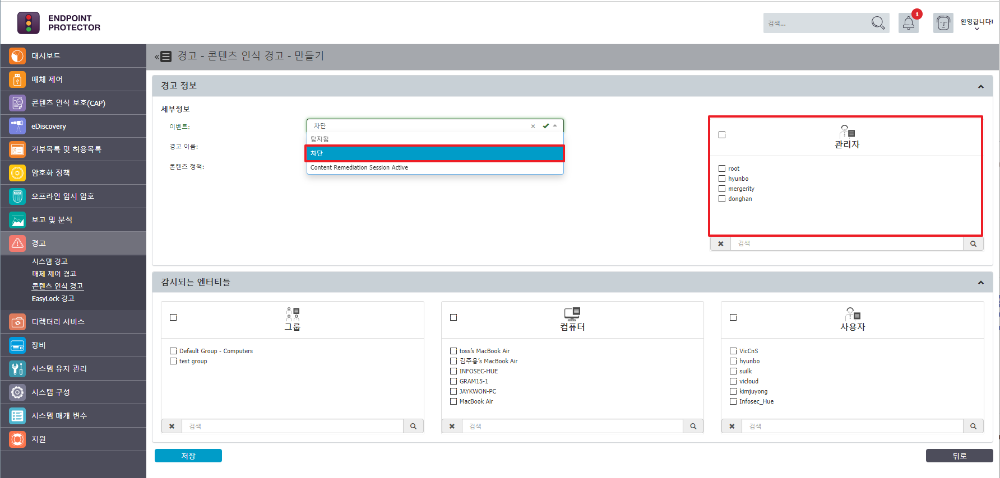 ENDPOINT
PROTECTOR
검색...
1
환영합니다!
대시보드
매체 제어
콘텐츠 인식 보호(CAP)
eDiscovery
거부목록 및 허용목록
암호화 정책
오프라인 임시 암호
보고 및 분석
경고
시스템 경고
매체 제어 경고
콘텐츠 인식 경고
EasyLock 경고
디렉터리 서비스
장비
시스템 유지 관리
시스템 구성
시스템 매개 변수
지원
경고 - 콘텐츠 인식 경고 - 만들기
경고 정보
세부정보
이벤트:
차단
탐지됨
차단
Content Remediation Session Active
경고 이름:
콘텐츠 정책:
관리자
root
hyunbo
mergerity
donghan
검색
감시되는 엔터티들
그룹
Default Group - Computers
test group
검색
컴퓨터
toss's MacBook Air
김주용's MacBook Air
INFOSEC-HUE
GRAM15-1
JAYKWON-PC
MacBook Air
검색
사용자
VicCnS
hyunbo
suilk
vicloud
kimjuyong
Infosec_Hue
검색
저장
뒤로